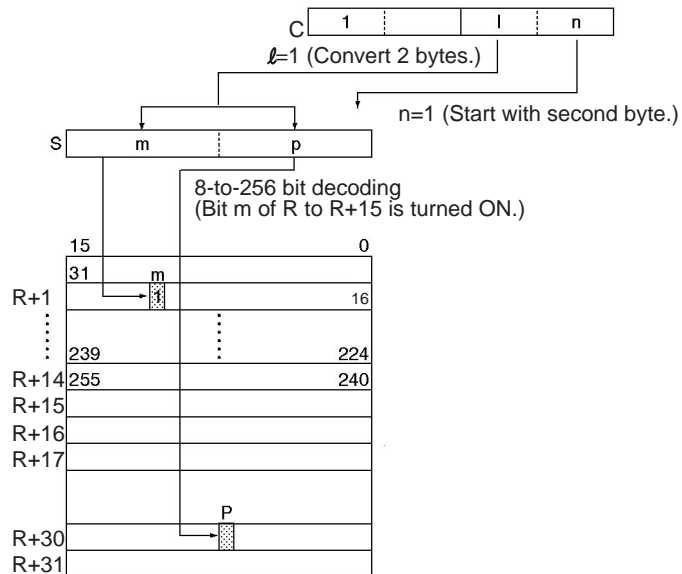 C 1 l n
ℓ=1 (Convert 2 bytes.)
n=1 (Start with second byte.)
S m p
8-to-256 bit decoding
(Bit m of R to R+15 is turned ON.)
15 0
31 m
R+1 1 16
239 224
R+14 255 240
R+15
R+16
R+17
P
R+30
R+31